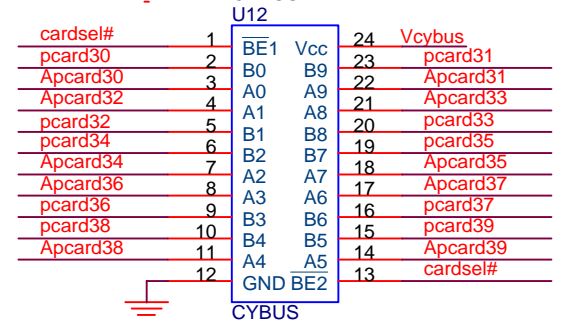 U12
cardsel# 1 BE1 Vcc 24 Vcybus
pcard30 2 B0 B9 23 pcard31
Apcard30 3 A0 A9 22 Apcard31
Apcard32 4 A1 A8 21 Apcard33
pcard32 5 B1 B8 20 pcard33
pcard34 6 B2 B7 19 pcard35
Apcard34 7 A2 A7 18 Apcard35
Apcard36 8 A3 A6 17 Apcard37
pcard36 9 B3 B6 16 pcard37
pcard38 10 B4 B5 15 pcard39
Apcard38 11 A4 A5 14 Apcard39
12 GND BE2 13 cardsel#
CYBUS